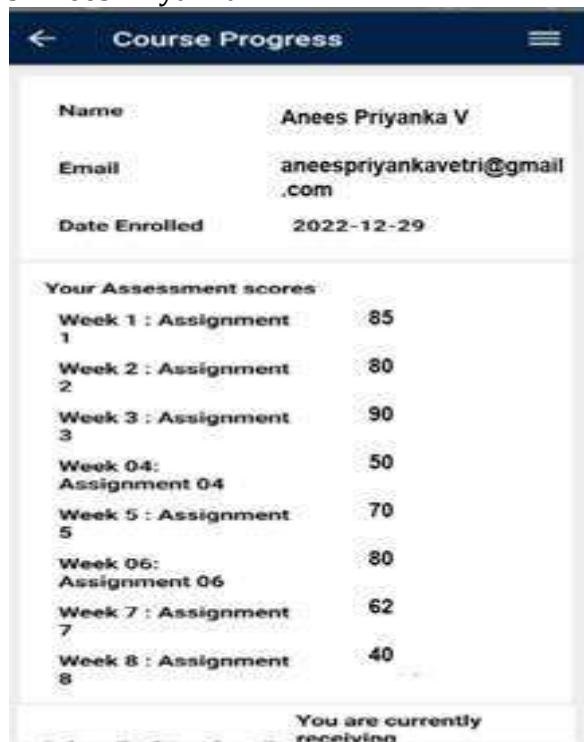 Course Progress
Name Anees Priyanka V
Email aneespriyankavetri@gmail
.com
Date Enrolled 2022-12-29
Your Assessment scores
Week 1 : Assignment 85
1
Week 2 : Assignment 80
2
Week 3 : Assignment 90
3
Week 04: 50
Assignment 04
Week 5 : Assignment 70
5
Week 06: 80
Assignment 06
Week 7 : Assignment 62
7
Week 8 : Assignment 40
8
You are currently
receiving